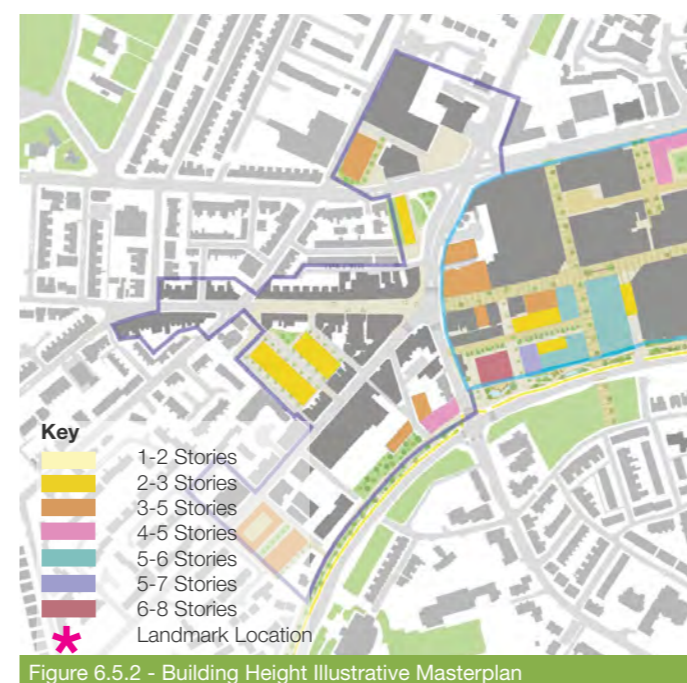 Key
1-2 Stories
2-3 Stories
3-5 Stories
4-5 Stories
5-6 Stories
5-7 Stories
6-8 Stories
Landmark Location
Figure 6.5.2 - Building Height Illustrative Masterplan